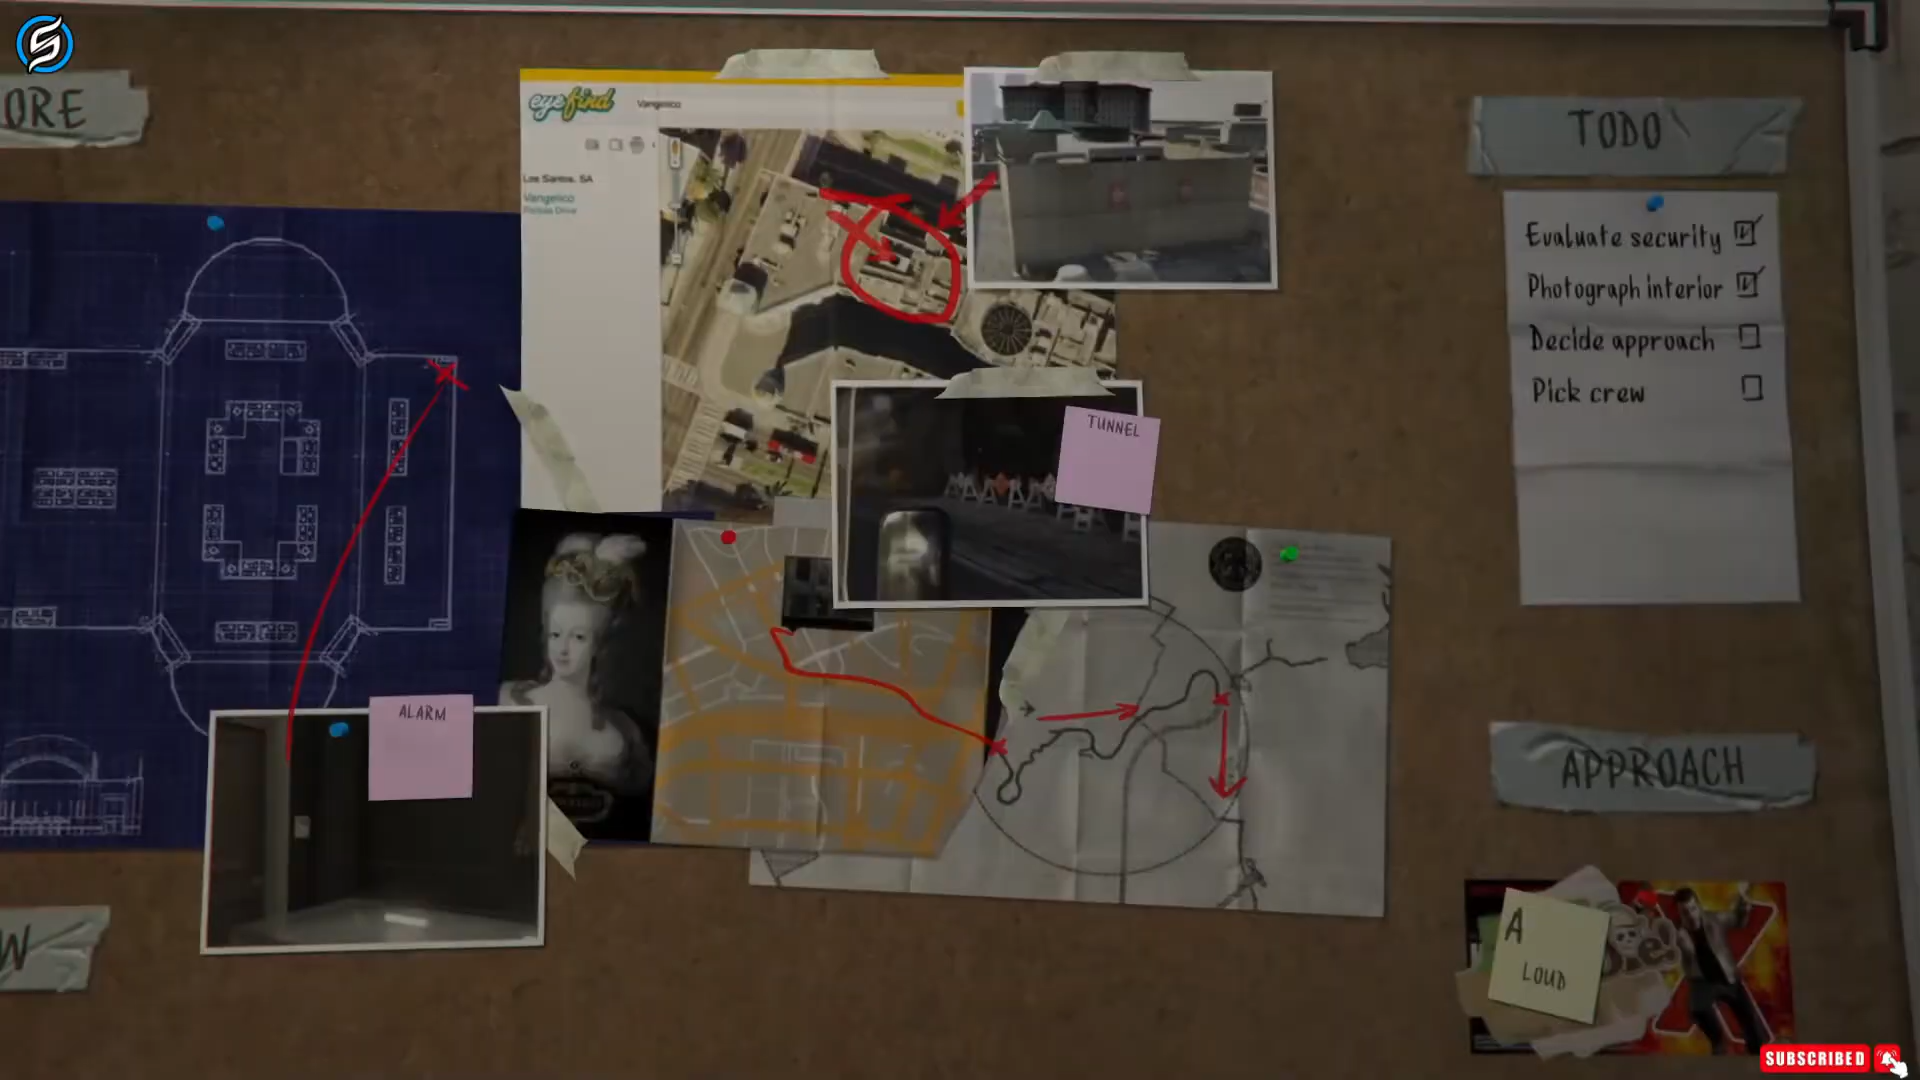 ORE
eyefind
Vangelico
Los Santos, SA
Vangelico
TODO
Evaluate security
Photograph interior
Decide approach
Pick crew
TUNNEL
ALARM
APPROACH
A
LOUD
W
SUBSCRIBED